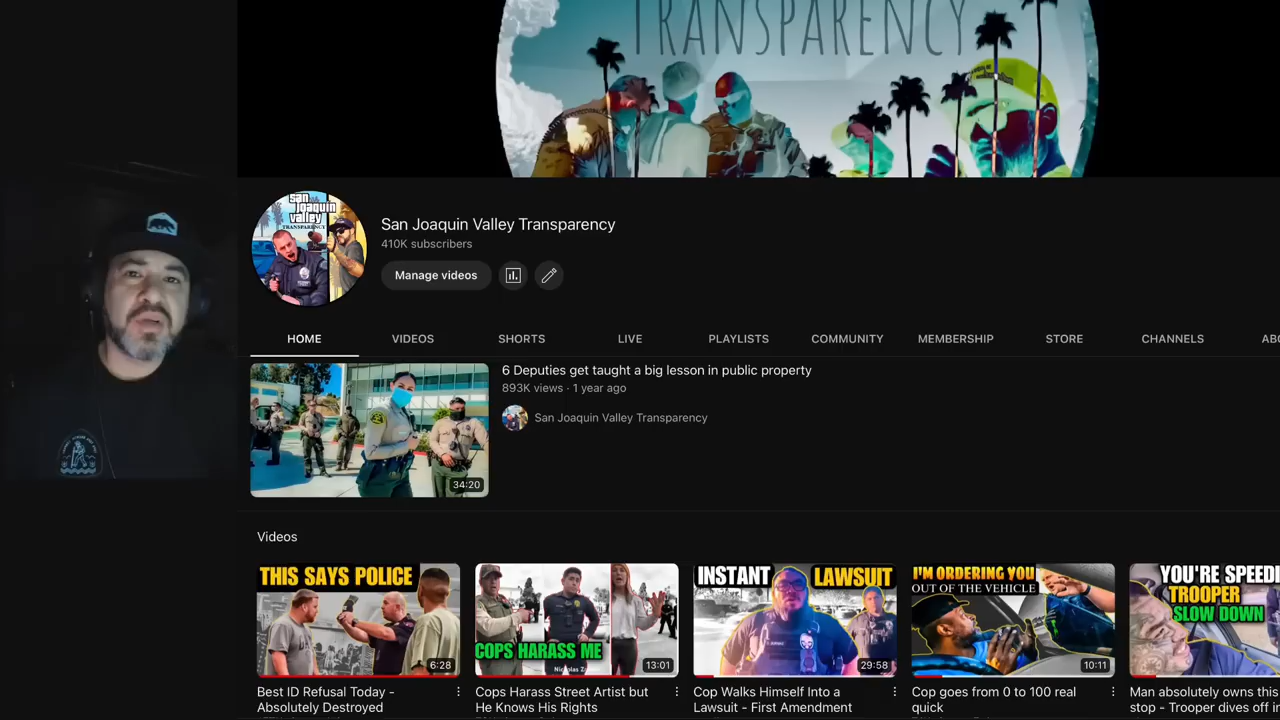 TRANSPARENCY
san
joaquin
valley
TRANSPARENCY
San Joaquin Valley Transparency
410K subscribers
Manage videos
HOME VIDEOS SHORTS LIVE PLAYLISTS COMMUNITY MEMBERSHIP STORE CHANNELS
6 Deputies get taught a big lesson in public property
893K views · 1 year ago
San Joaquin Valley Transparency
34:20
Videos
THIS SAYS POLICE
6:28
Best ID Refusal Today -
Absolutely Destroyed
COPS HARASS ME
13:01
Cops Harass Street Artist but
He Knows His Rights
INSTANT LAWSUIT
29:58
Cop Walks Himself Into a
Lawsuit - First Amendment
I'M ORDERING YOU
OUT OF THE VEHICLE
10:11
Cop goes from 0 to 100 real
quick
YOU'RE SPEEDI
TROOPER
SLOW DOWN
Man absolutely owns this
stop - Trooper dives off in